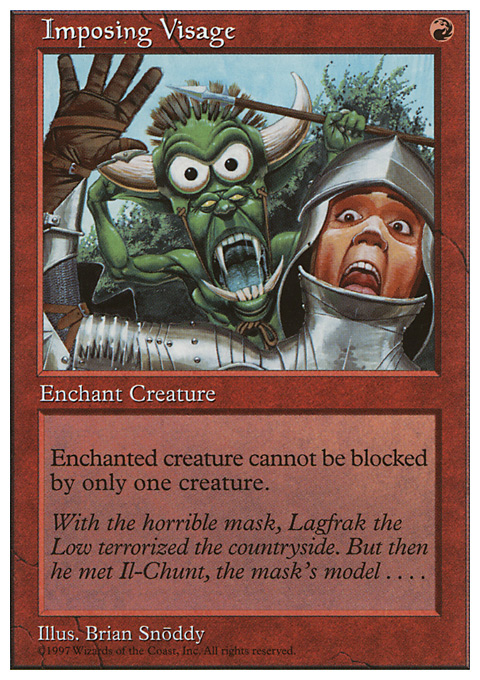 Imposing Visage
Enchant Creature
Enchanted creature cannot be blocked
by only one creature.
With the horrible mask, Lagfrak the
Low terrorized the countryside. But then
he met Il-Chunt, the mask's model . . . .
Illus. Brian Snōddy
©1997 Wizards of the Coast, Inc. All rights reserved.